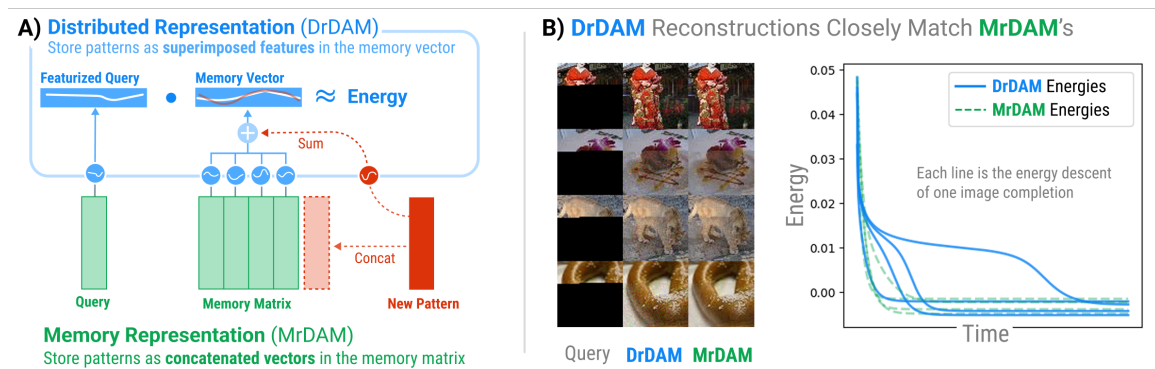 A) Distributed Representation (DrDAM)
Store patterns as superimposed features in the memory vector
Featurized Query
Memory Vector
≈ Energy
Sum
Concat
Query
Memory Matrix
New Pattern
Memory Representation (MrDAM)
Store patterns as concatenated vectors in the memory matrix
B) DrDAM Reconstructions Closely Match MrDAM's
Query
DrDAM
MrDAM
Energy
0.05
0.04
0.03
0.02
0.01
0.00
DrDAM Energies
MrDAM Energies
Each line is the energy descent
of one image completion
Time